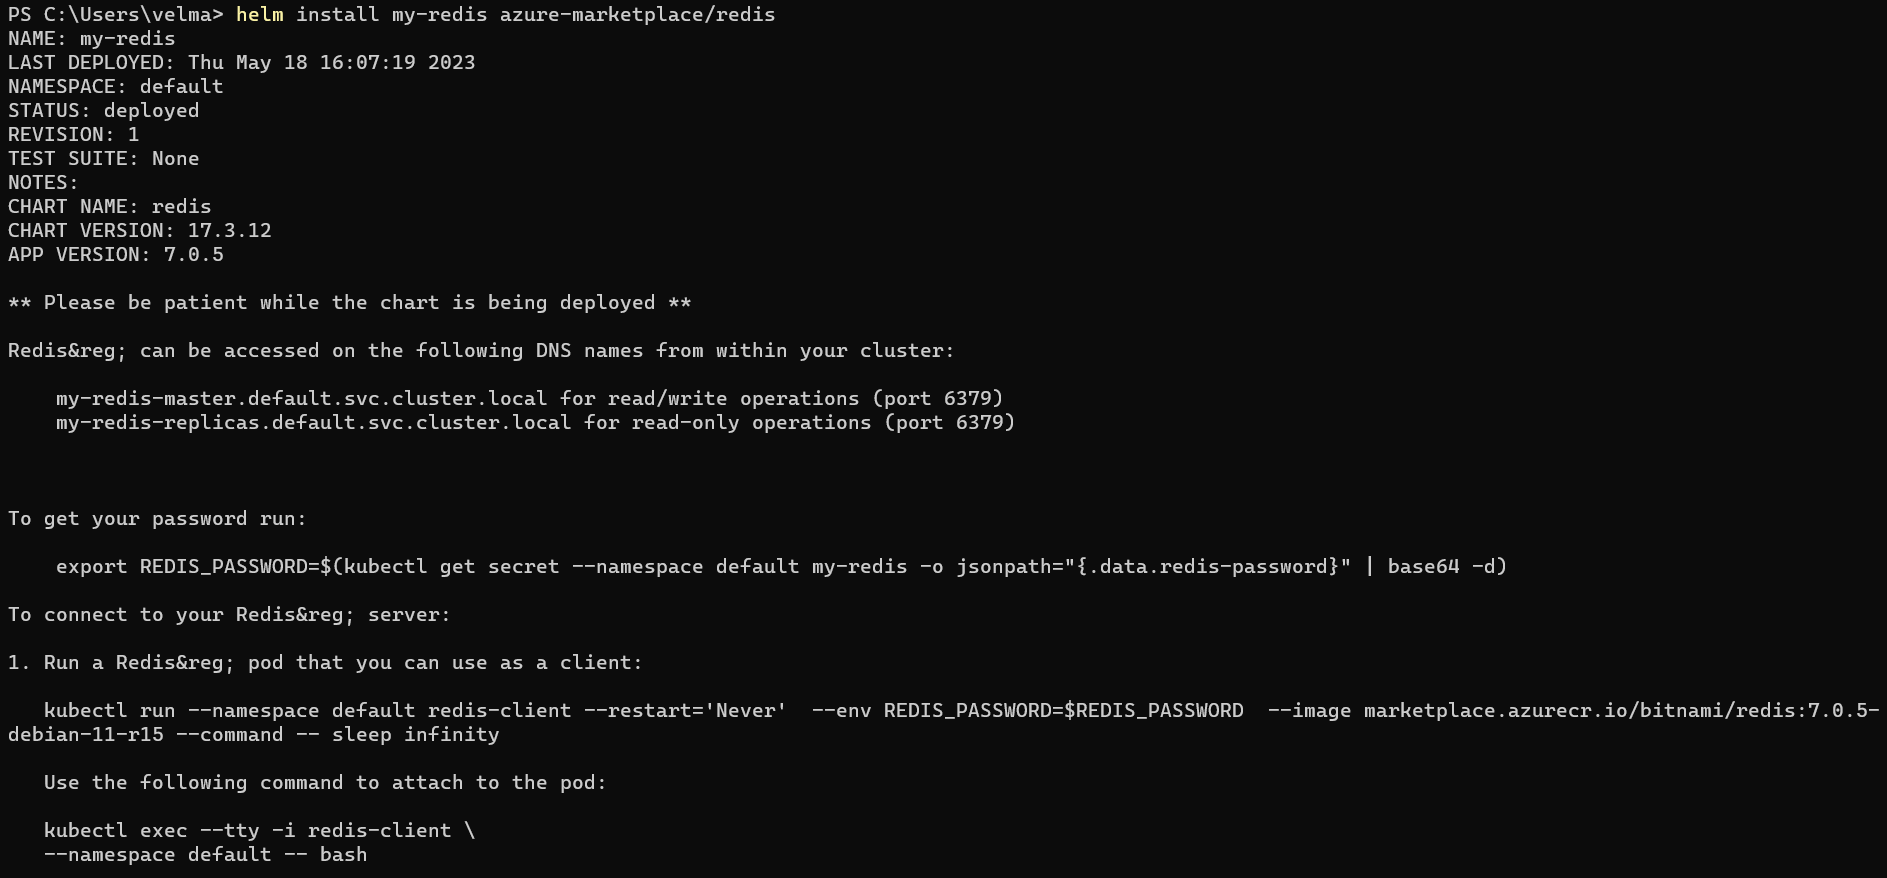 PS C:\Users\velma> helm install my-redis azure-marketplace/redis
NAME: my-redis
LAST DEPLOYED: Thu May 18 16:07:19 2023
NAMESPACE: default
STATUS: deployed
REVISION: 1
TEST SUITE: None
NOTES:
CHART NAME: redis
CHART VERSION: 17.3.12
APP VERSION: 7.0.5

** Please be patient while the chart is being deployed **

Redis&reg; can be accessed on the following DNS names from within your cluster:

    my-redis-master.default.svc.cluster.local for read/write operations (port 6379)
    my-redis-replicas.default.svc.cluster.local for read-only operations (port 6379)

To get your password run:

    export REDIS_PASSWORD=$(kubectl get secret --namespace default my-redis -o jsonpath="{.data.redis-password}" | base64 -d)

To connect to your Redis&reg; server:

1. Run a Redis&reg; pod that you can use as a client:

   kubectl run --namespace default redis-client --restart='Never'  --env REDIS_PASSWORD=$REDIS_PASSWORD  --image marketplace.azurecr.io/bitnami/redis:7.0.5-
debian-11-r15 --command -- sleep infinity

   Use the following command to attach to the pod:

   kubectl exec --tty -i redis-client \
   --namespace default -- bash